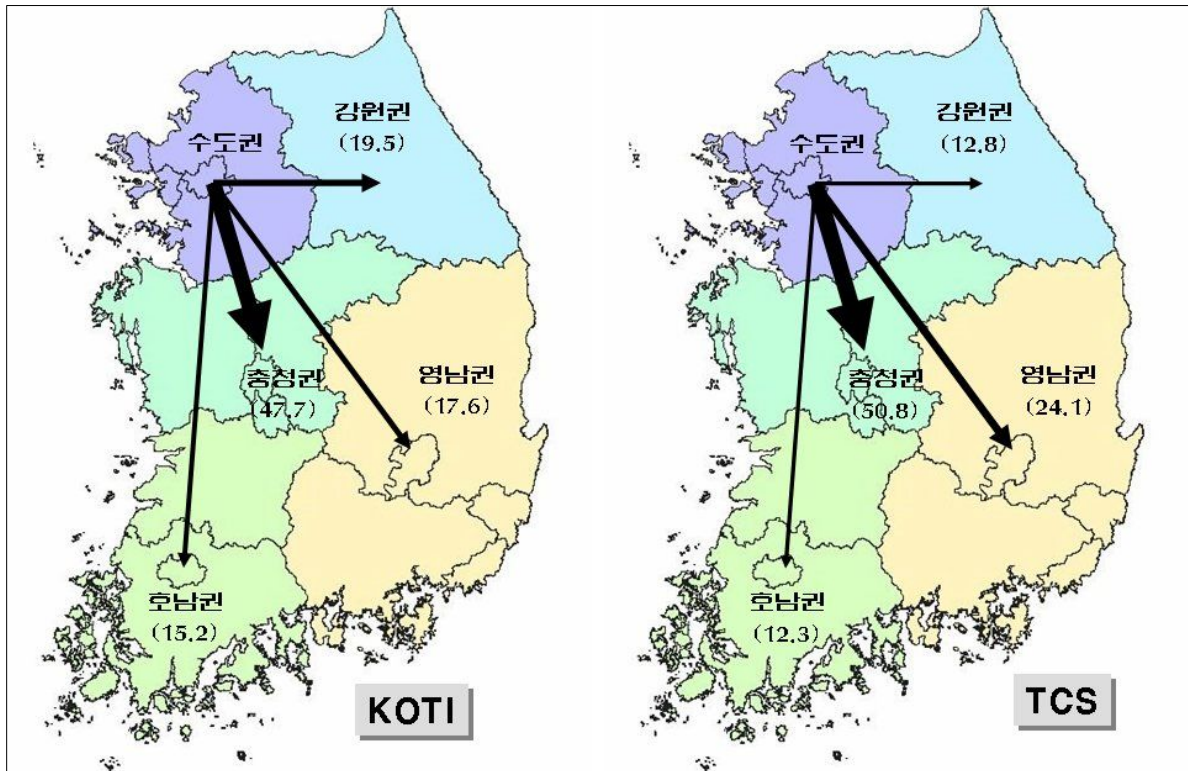 강원권
(19.5)
수도권
충청권
(47.7)
영남권
(17.6)
호남권
(15.2)
KOTI
강원권
(12.8)
수도권
충청권
(50.8)
영남권
(24.1)
호남권
(12.3)
TCS